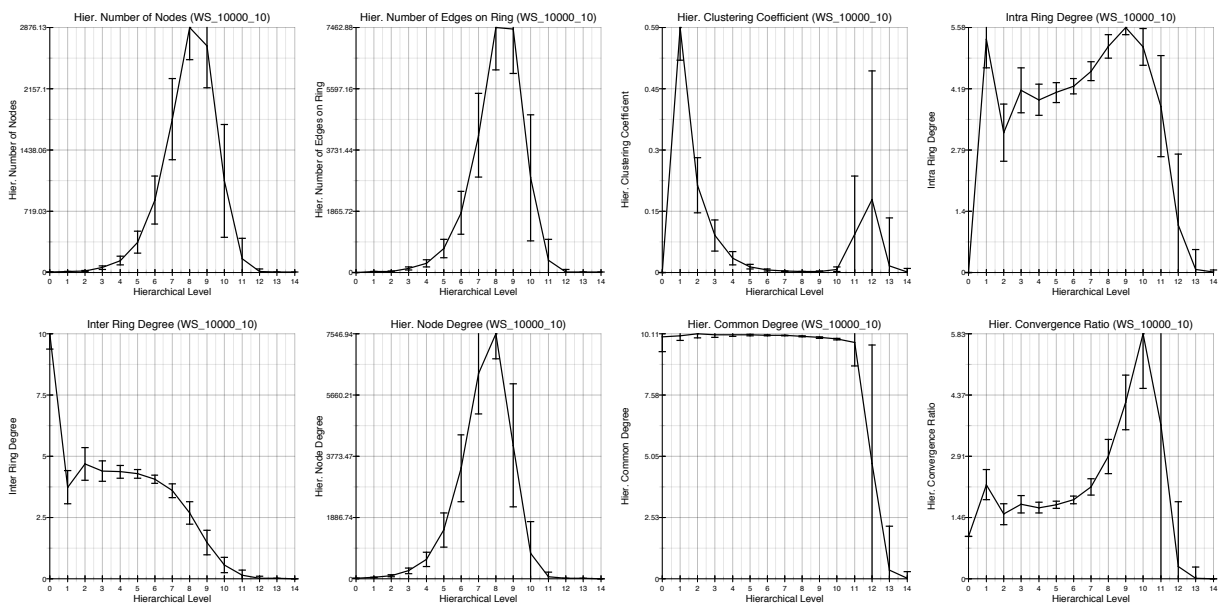 Hier. Number of Nodes (WS_10000_10)
2876.13
2157.1
1438.06
719.03
0
Hier. Number of Nodes
0 1 2 3 4 5 6 7 8 9 10 11 12 13 14
Hierarchical Level
Hier. Number of Edges on Ring (WS_10000_10)
7462.88
5597.16
3731.44
1865.72
0
Hier. Number of Edges on Ring
0 1 2 3 4 5 6 7 8 9 10 11 12 13 14
Hierarchical Level
Hier. Clustering Coefficient (WS_10000_10)
0.59
0.45
0.3
0.15
0
Hier. Clustering Coefficient
0 1 2 3 4 5 6 7 8 9 10 11 12 13 14
Hierarchical Level
Intra Ring Degree (WS_10000_10)
5.58
4.19
2.79
1.4
0
Intra Ring Degree
0 1 2 3 4 5 6 7 8 9 10 11 12 13 14
Hierarchical Level
Inter Ring Degree (WS_10000_10)
10
7.5
5
2.5
0
Inter Ring Degree
0 1 2 3 4 5 6 7 8 9 10 11 12 13 14
Hierarchical Level
Hier. Node Degree (WS_10000_10)
7546.94
5660.21
3773.47
1886.74
0
Hier. Node Degree
0 1 2 3 4 5 6 7 8 9 10 11 12 13 14
Hierarchical Level
Hier. Common Degree (WS_10000_10)
10.11
7.58
5.05
2.53
0
Hier. Common Degree
0 1 2 3 4 5 6 7 8 9 10 11 12 13 14
Hierarchical Level
Hier. Convergence Ratio (WS_10000_10)
5.83
4.37
2.91
1.46
0
Hier. Convergence Ratio
0 1 2 3 4 5 6 7 8 9 10 11 12 13 14
Hierarchical Level